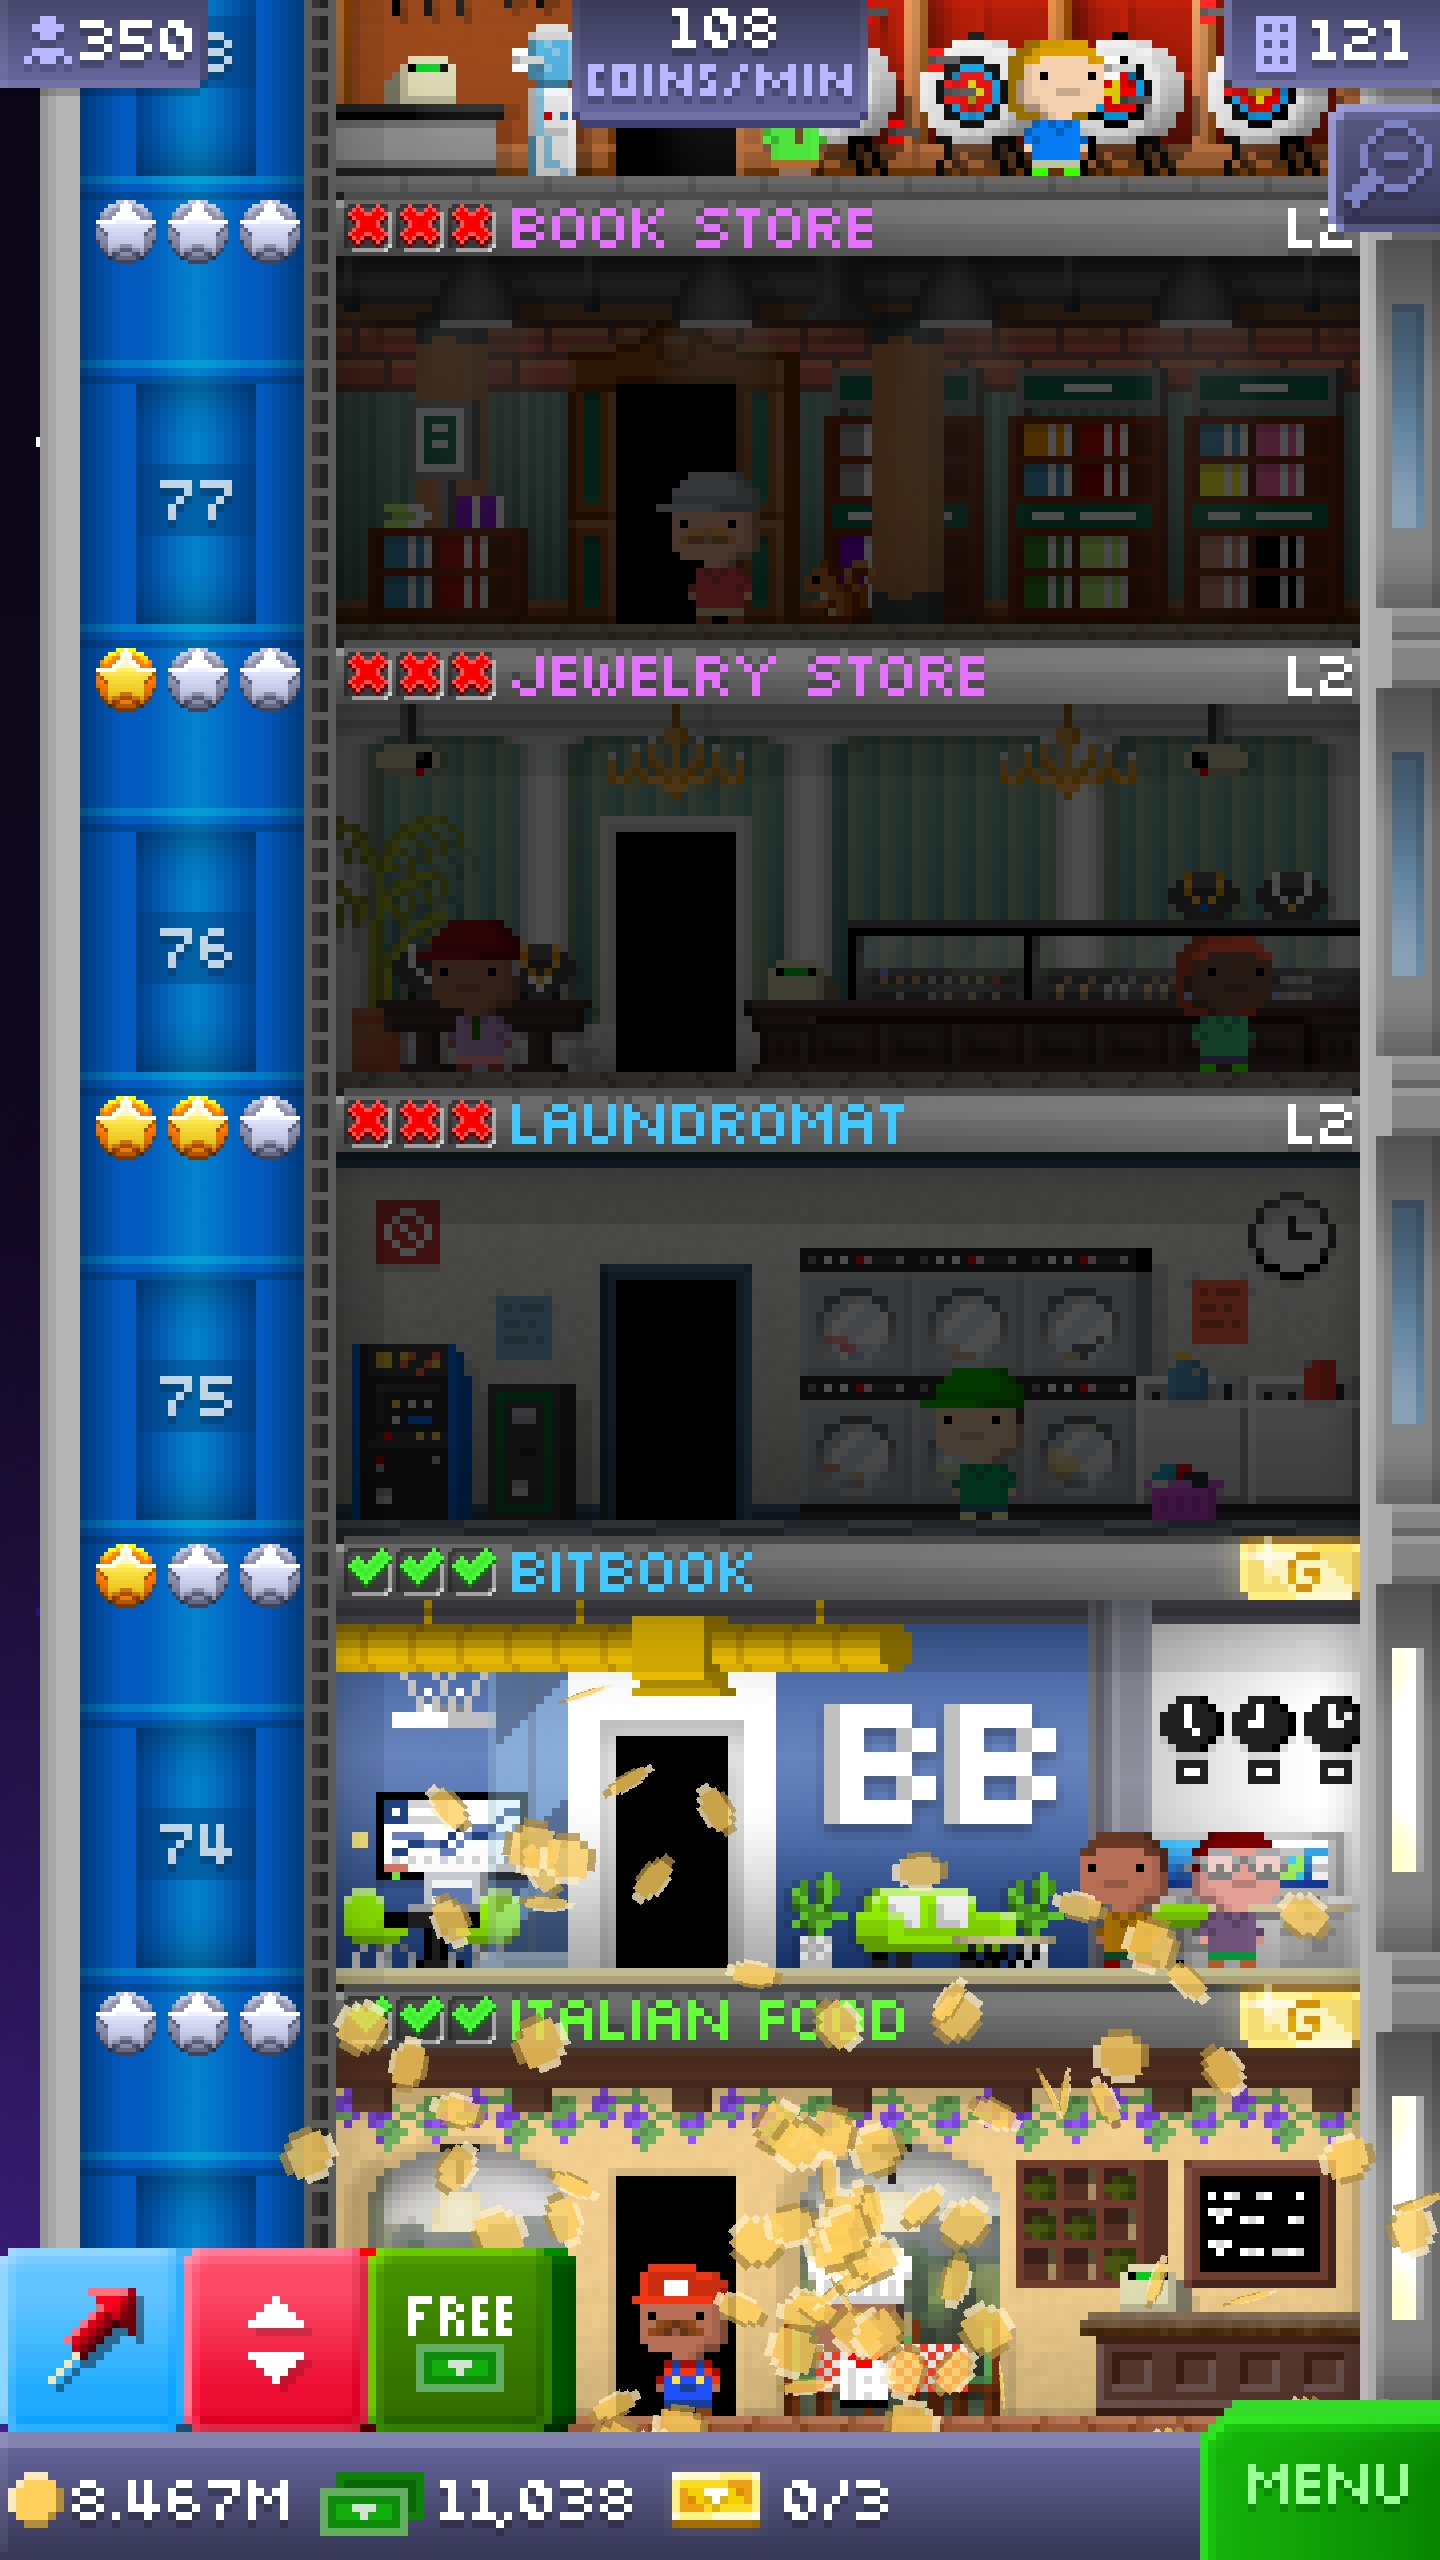 350
108
COINS/MIN
121
BOOK STORE
L2
77
JEWELRY STORE
L2
76
LAUNDROMAT
L2
75
BITBOOK
G
BB
74
ITALIAN FOOD
G
FREE
8.467M
11,038
0/3
MENU